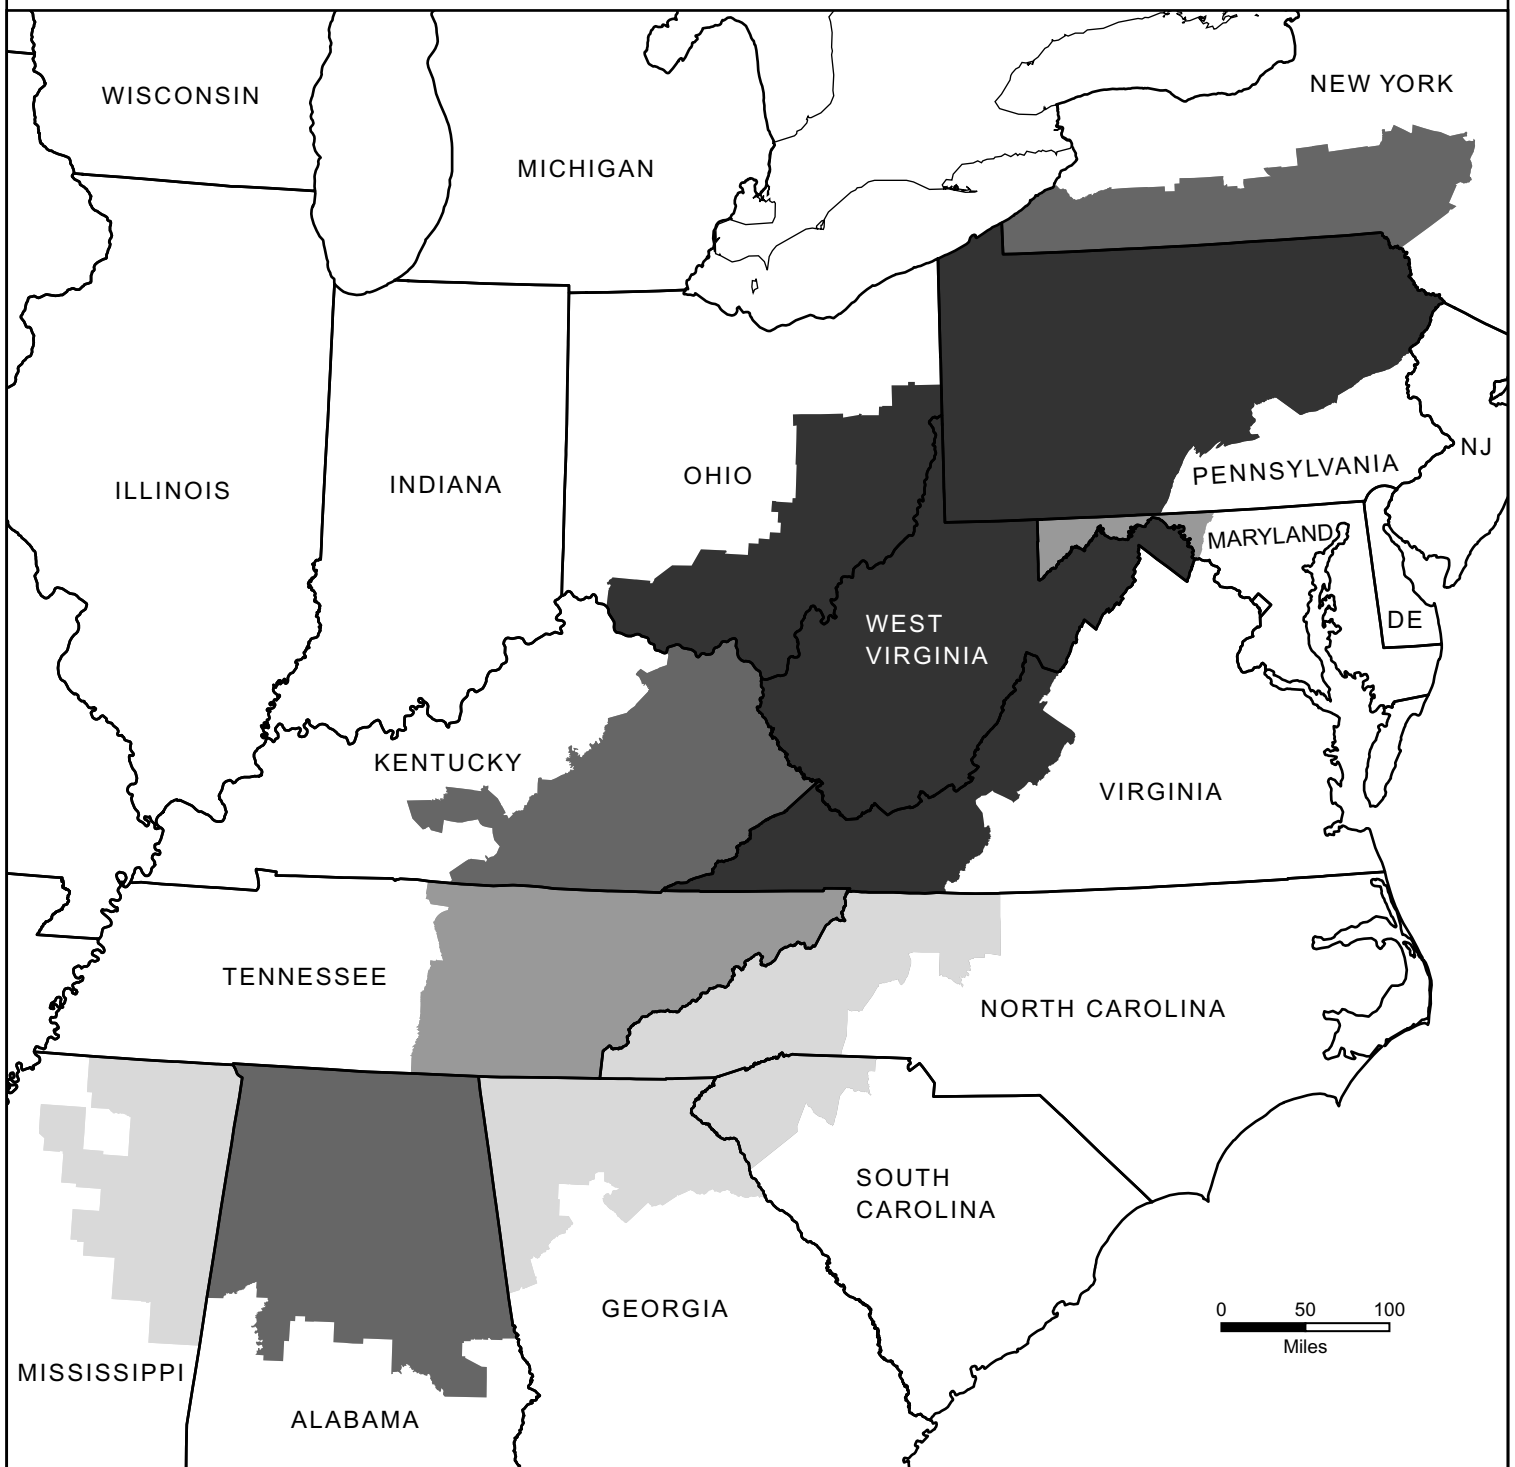 NEW YORK
WISCONSIN
MICHIGAN
NJ
PENNSYLVANIA
OHIO
INDIANA
ILLINOIS
MARYLAND
DE
WEST
VIRGINIA
KENTUCKY
VIRGINIA
TENNESSEE
NORTH CAROLINA
SOUTH
CAROLINA
GEORGIA
0 50 100
Miles
MISSISSIPPI
ALABAMA